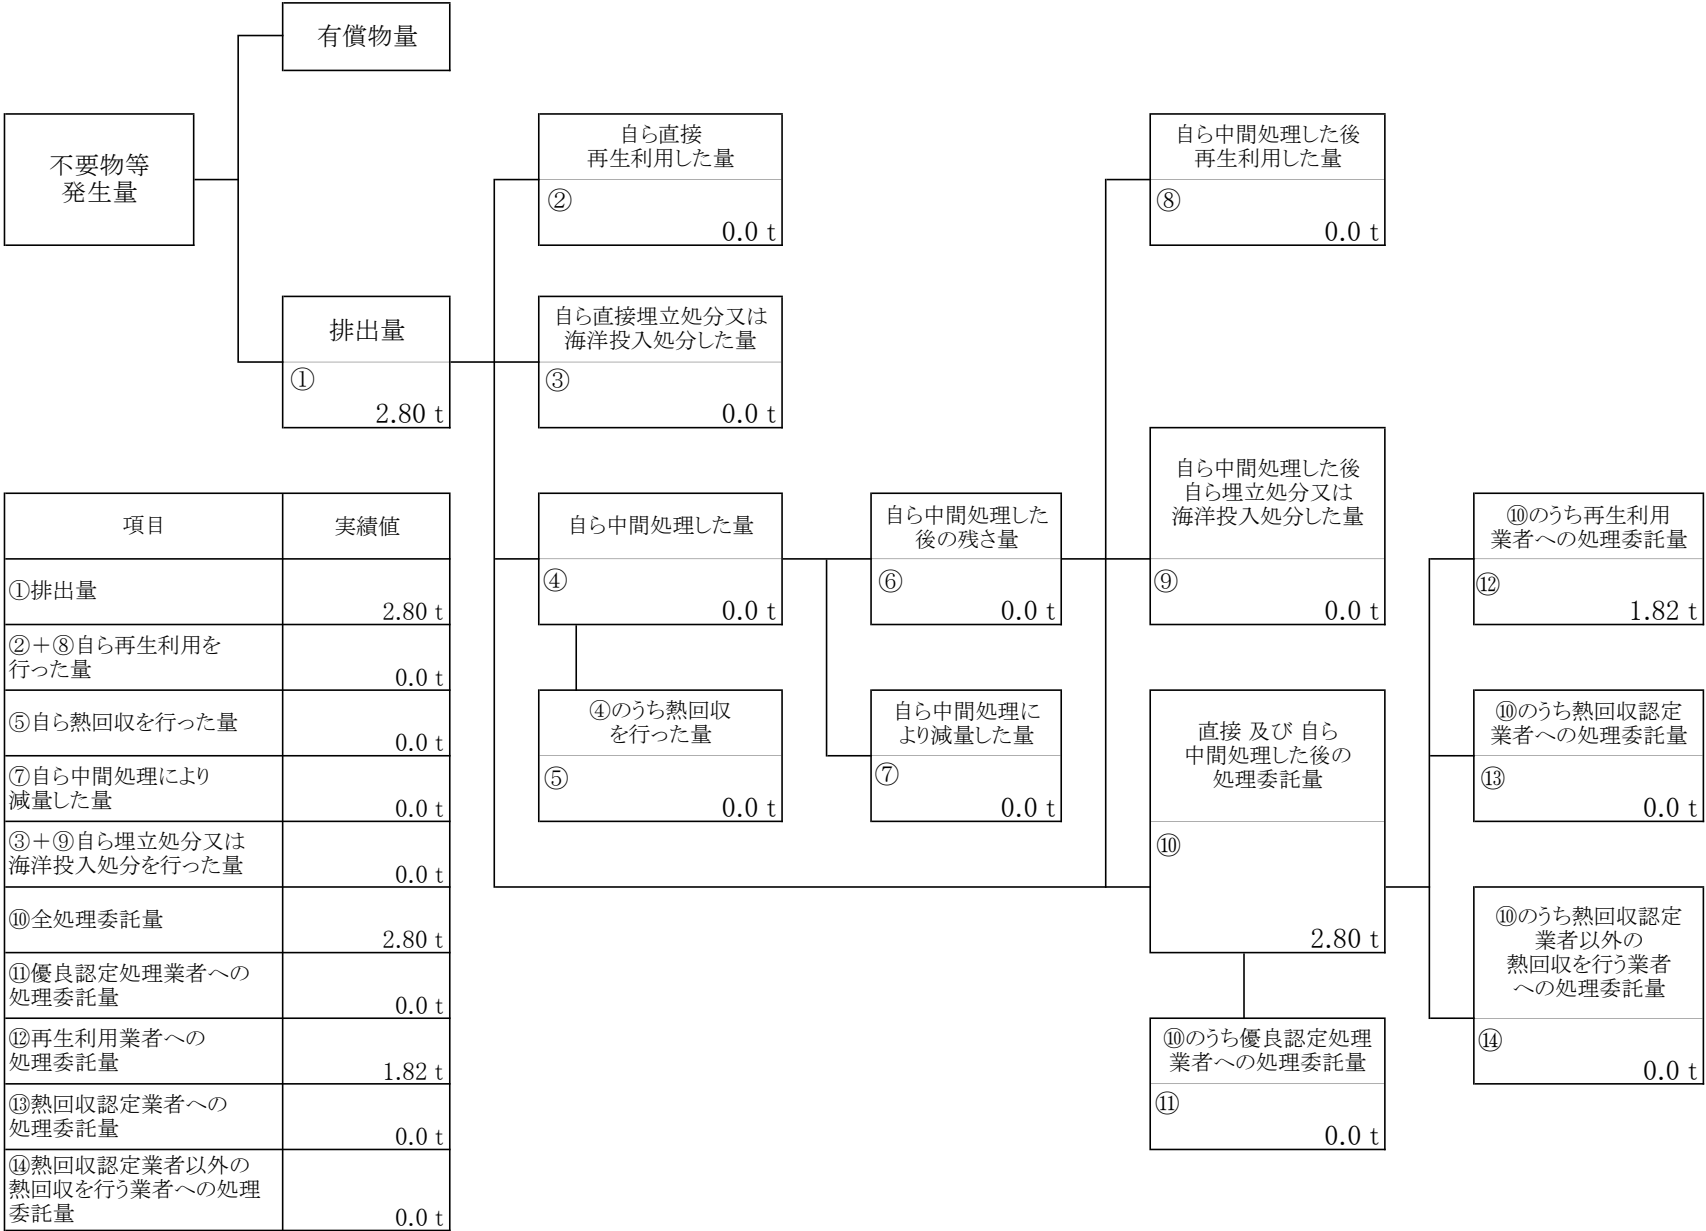 有償物量
不要物等
発生量
排出量
①
2.80 t
自ら直接
再生利用した量
②
0.0 t
自ら直接埋立処分又は
海洋投入処分した量
③
0.0 t
自ら中間処理した量
④
0.0 t
④のうち熱回収
を行った量
⑤
0.0 t
自ら中間処理した
後の残さ量
⑥
0.0 t
自ら中間処理に
より減量した量
⑦
0.0 t
自ら中間処理した後
再生利用した量
⑧
0.0 t
自ら中間処理した後
自ら埋立処分又は
海洋投入処分した量
⑨
0.0 t
直接 及び 自ら
中間処理した後の
処理委託量
⑩
2.80 t
⑩のうち優良認定処理
業者への処理委託量
⑪
0.0 t
⑩のうち再生利用
業者への処理委託量
⑫
1.82 t
⑩のうち熱回収認定
業者への処理委託量
⑬
0.0 t
⑩のうち熱回収認定
業者以外の
熱回収を行う業者
への処理委託量
⑭
0.0 t
項目
実績値
①排出量
2.80 t
②＋⑧自ら再生利用を
行った量
0.0 t
⑤自ら熱回収を行った量
0.0 t
⑦自ら中間処理により
減量した量
0.0 t
③＋⑨自ら埋立処分又は
海洋投入処分を行った量
0.0 t
⑩全処理委託量
2.80 t
⑪優良認定処理業者への
処理委託量
0.0 t
⑫再生利用業者への
処理委託量
1.82 t
⑬熱回収認定業者への
処理委託量
0.0 t
⑭熱回収認定業者以外の
熱回収を行う業者への処理
委託量
0.0 t